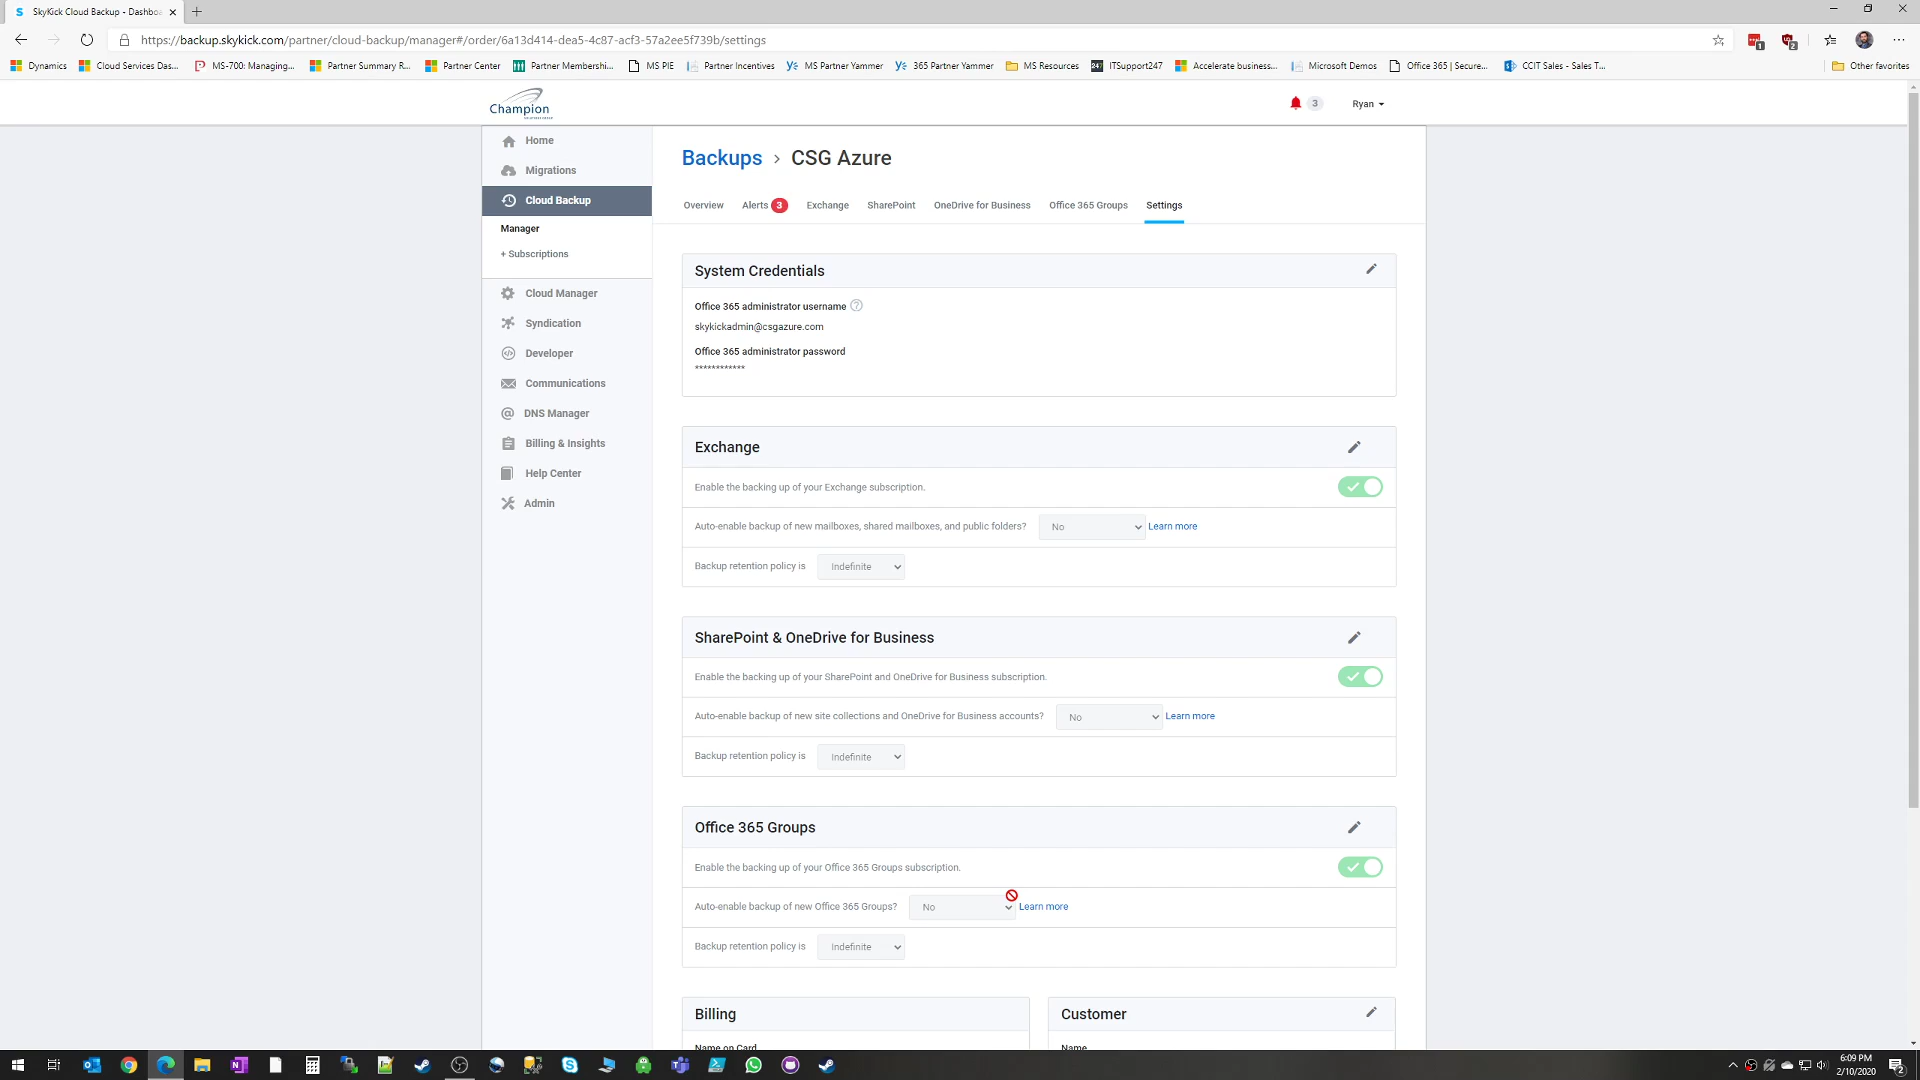 SkyKick Cloud Backup - Dashboa
https://backup.skykick.com/partner/cloud-backup/manager#/order/6a13d414-dea5-4c87-acf3-57a2ee5f739b/settings
1
2
Dynamics
Cloud Services Das...
MS-700: Managing...
Partner Summary R...
Partner Center
Partner Membershi...
MS PIE
Partner Incentives
MS Partner Yammer
365 Partner Yammer
MS Resources
ITSupport247
Accelerate business...
Microsoft Demos
Office 365 | Secure...
CCIT Sales - Sales T...
Other favorites
Champion
3
Ryan
Home
Migrations
Cloud Backup
Manager
+ Subscriptions
Cloud Manager
Syndication
Developer
Communications
DNS Manager
Billing & Insights
Help Center
Admin
Backups > CSG Azure
Overview
Alerts 3
Exchange
SharePoint
OneDrive for Business
Office 365 Groups
Settings
System Credentials
Office 365 administrator username ?
skykickadmin@csgazure.com
Office 365 administrator password
************
Exchange
Enable the backing up of your Exchange subscription.
Auto-enable backup of new mailboxes, shared mailboxes, and public folders? No Learn more
Backup retention policy is Indefinite
SharePoint & OneDrive for Business
Enable the backing up of your SharePoint and OneDrive for Business subscription.
Auto-enable backup of new site collections and OneDrive for Business accounts? No Learn more
Backup retention policy is Indefinite
Office 365 Groups
Enable the backing up of your Office 365 Groups subscription.
Auto-enable backup of new Office 365 Groups? No Learn more
Backup retention policy is Indefinite
Billing
Name on Card
Customer
Name
6:09 PM
2/10/2020
2